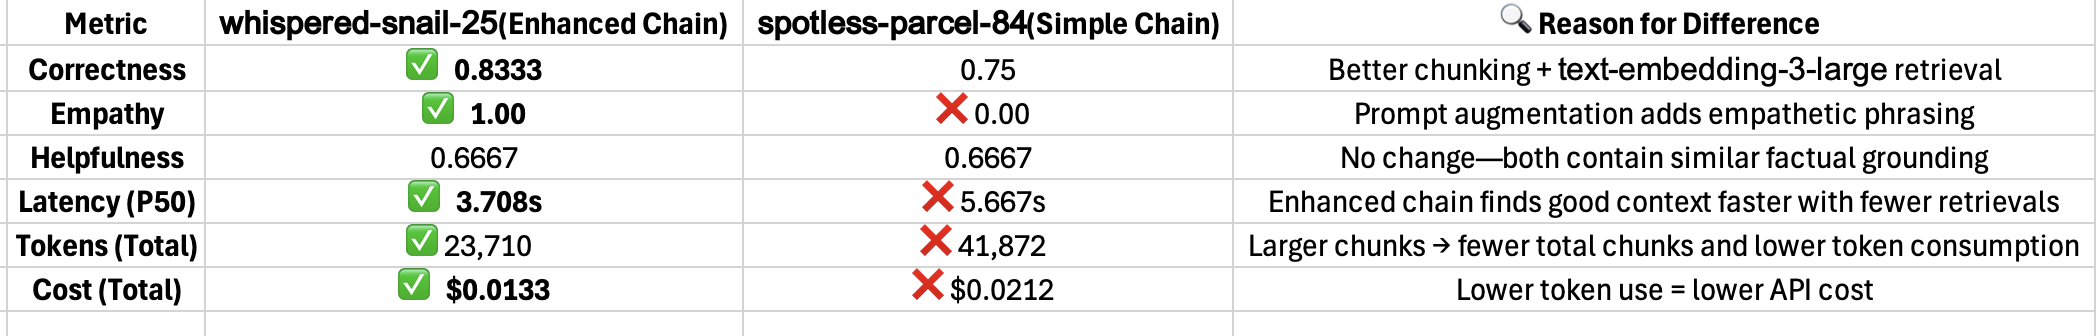 Metric whispered-snail-25(Enhanced Chain) spotless-parcel-84(Simple Chain) 🔍 Reason for Difference
Correctness ✅ 0.8333 0.75 Better chunking + text-embedding-3-large retrieval
Empathy ✅ 1.00 ❌ 0.00 Prompt augmentation adds empathetic phrasing
Helpfulness 0.6667 0.6667 No change—both contain similar factual grounding
Latency (P50) ✅ 3.708s ❌ 5.667s Enhanced chain finds good context faster with fewer retrievals
Tokens (Total) ✅ 23,710 ❌ 41,872 Larger chunks → fewer total chunks and lower token consumption
Cost (Total) ✅ $0.0133 ❌ $0.0212 Lower token use = lower API cost